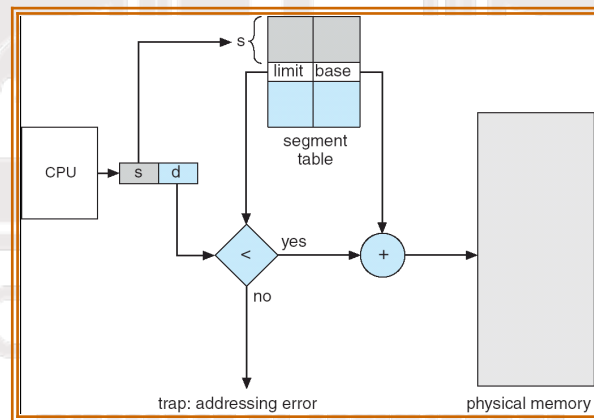 s
limit base
segment
table
CPU
s d
<
yes
+
no
trap: addressing error
physical memory